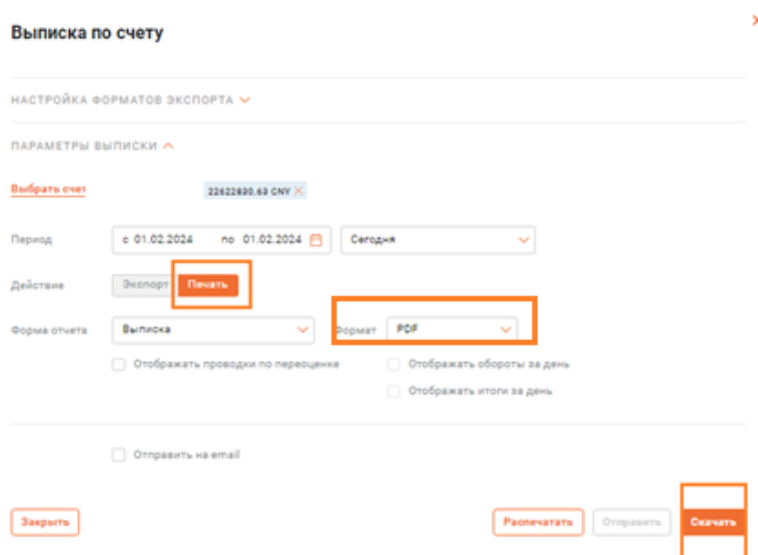 Выписка по счету
НАСТРОЙКА ФОРМАТОВ ЭКСПОРТА
ПАРАМЕТРЫ ВЫПИСКИ
Выбрать счет 22622830.63 CNY
Период с 01.02.2024 по 01.02.2024 Сегодня
Действие Экспорт Печать
Форма отчета Выписка Формат PDF
Отображать проводки по переоценке Отображать обороты за день
Отображать итоги за день
Отправить на email
Закрыть Распечатать Отправить Скачать